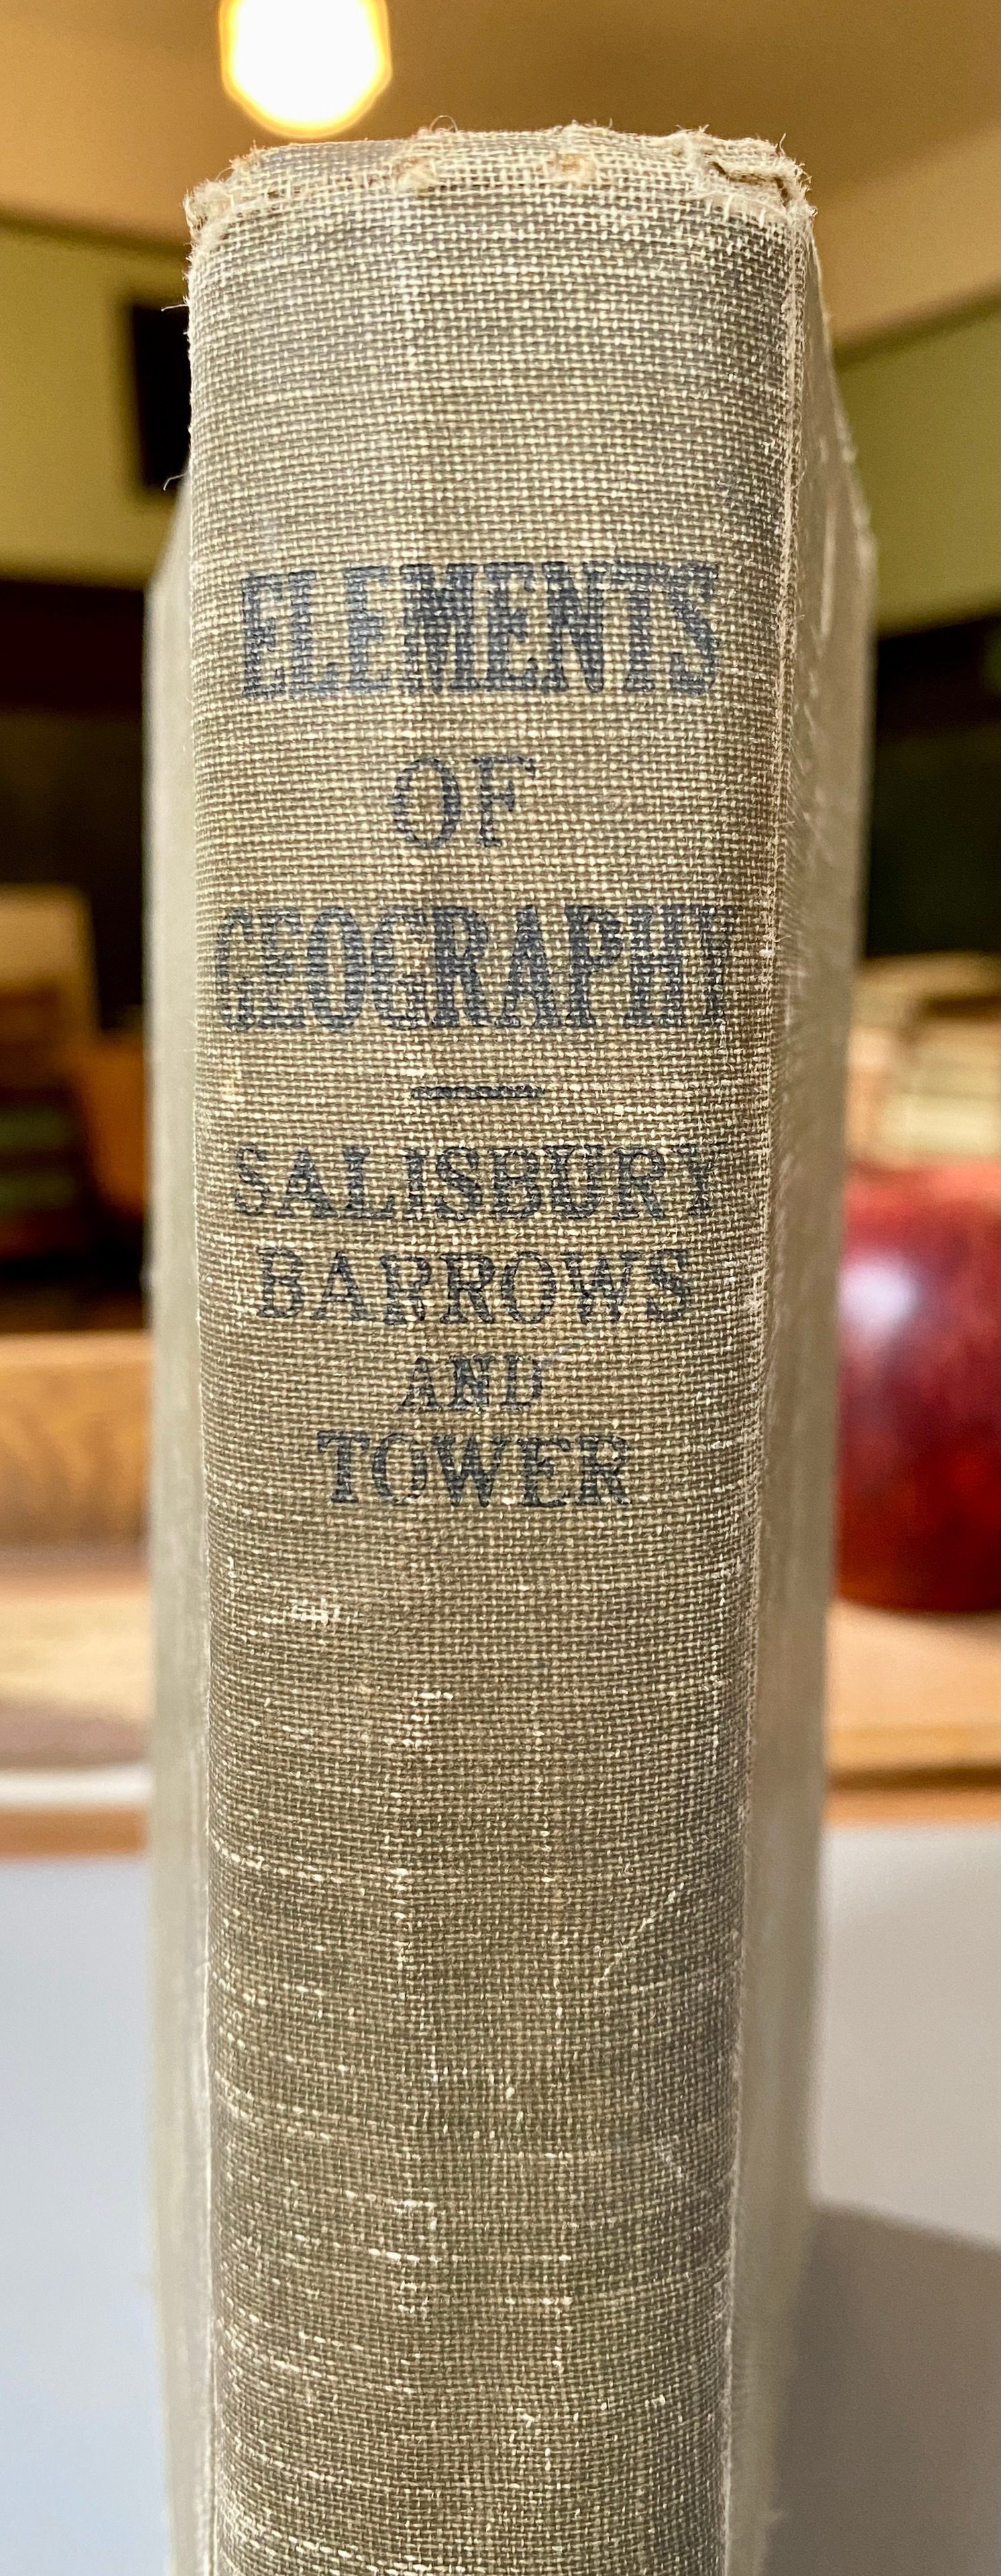 ELEMENTS
OF
GEOGRAPHY
SALISBURY
BARROWS
AND
TOWER